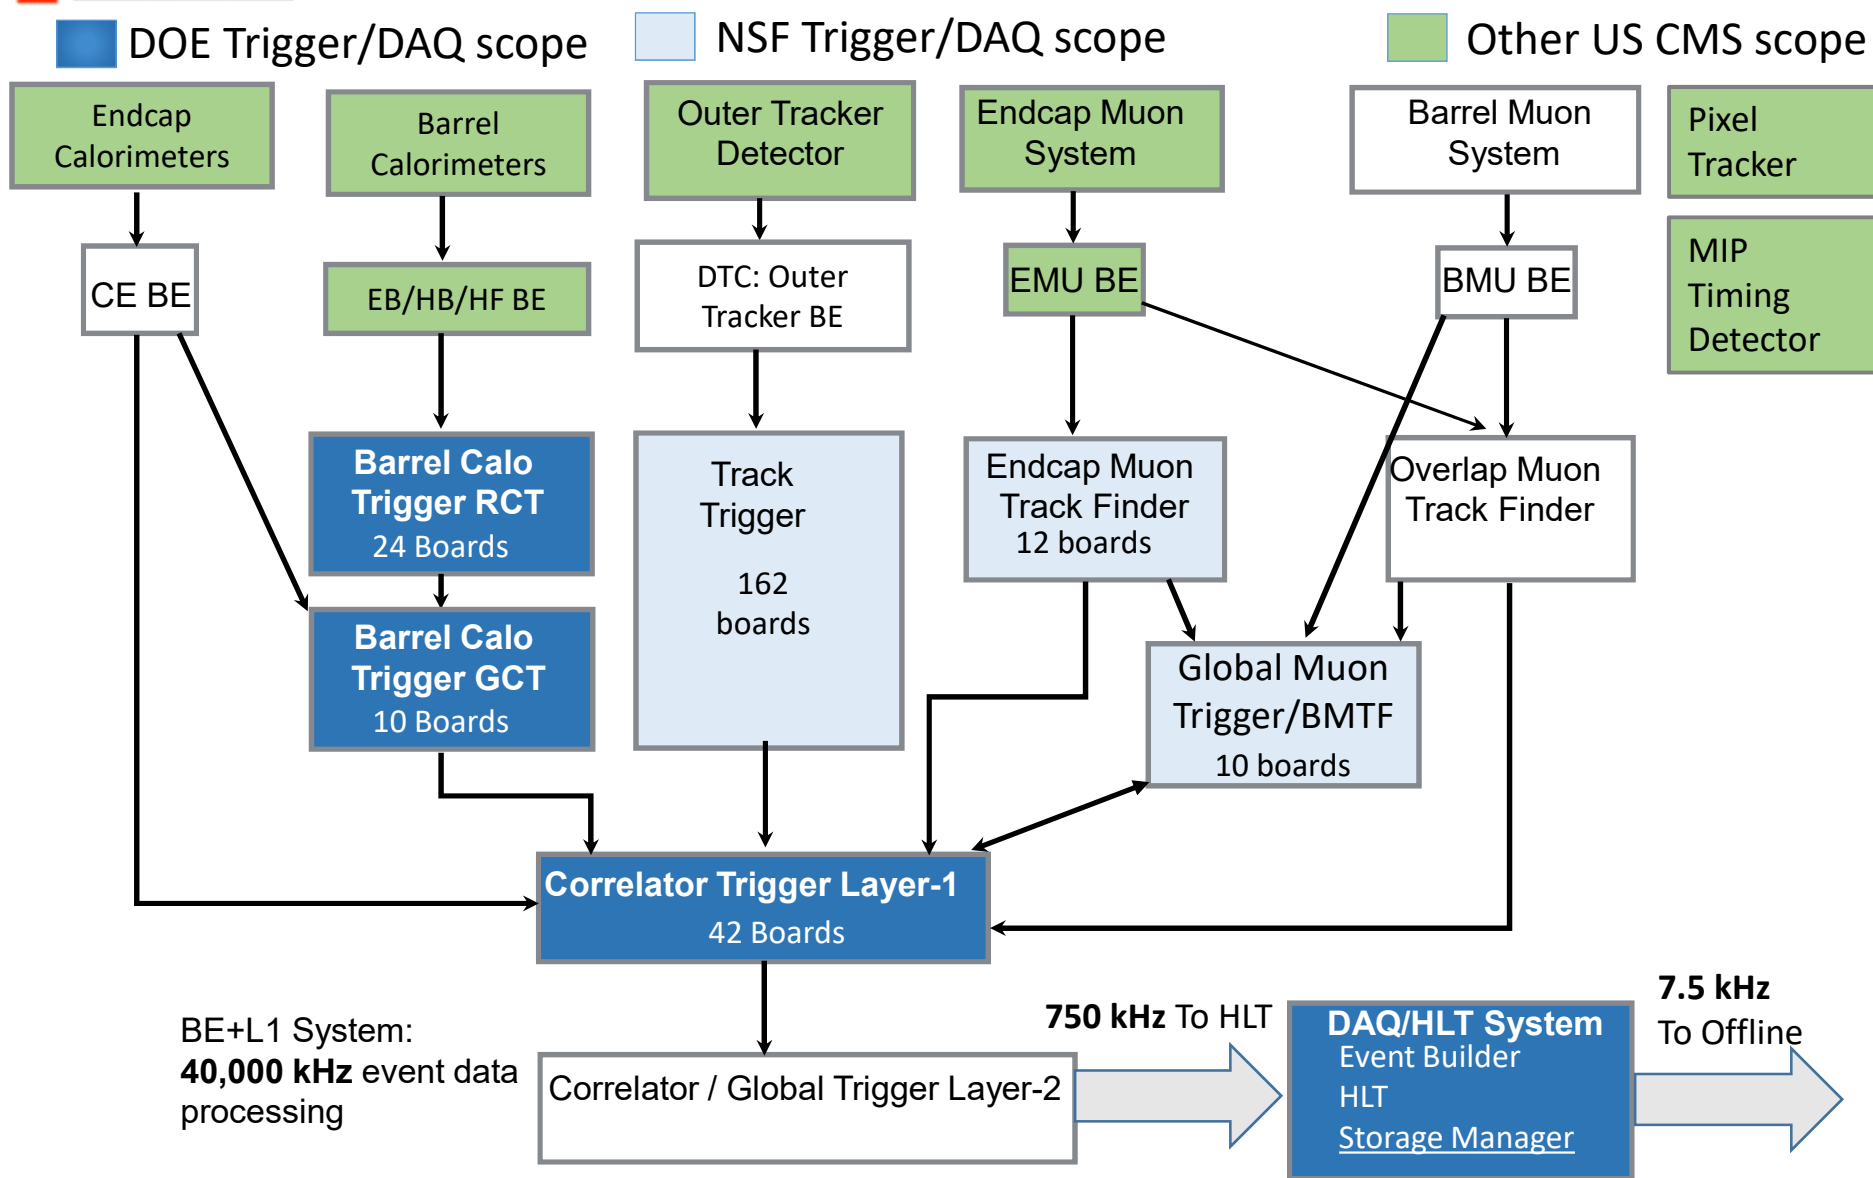 DOE Trigger/DAQ scope
NSF Trigger/DAQ scope
Other US CMS scope
Endcap
Calorimeters
Barrel
Calorimeters
Outer Tracker
Detector
Endcap Muon
System
Barrel Muon
System
Pixel
Tracker
MIP
Timing
Detector
CE BE
EB/HB/HF BE
DTC: Outer
Tracker BE
EMU BE
BMU BE
Barrel Calo
Trigger RCT
24 Boards
Track
Trigger
162
boards
Endcap Muon
Track Finder
12 boards
Overlap Muon
Track Finder
Barrel Calo
Trigger GCT
10 Boards
Global Muon
Trigger/BMTF
10 boards
Correlator Trigger Layer-1
42 Boards
BE+L1 System:
40,000 kHz event data
processing
Correlator / Global Trigger Layer-2
750 kHz To HLT
DAQ/HLT System
Event Builder
HLT
Storage Manager
7.5 kHz
To Offline